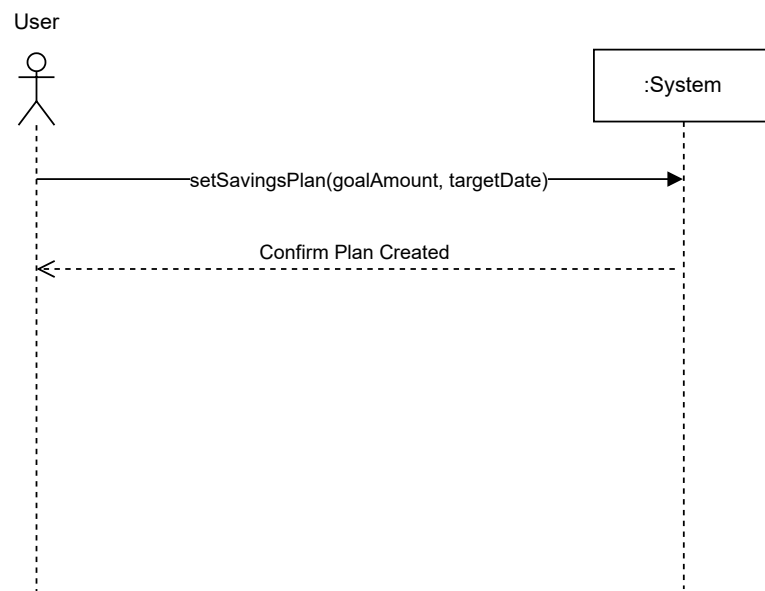 User
:System
setSavingsPlan(goalAmount, targetDate)
Confirm Plan Created